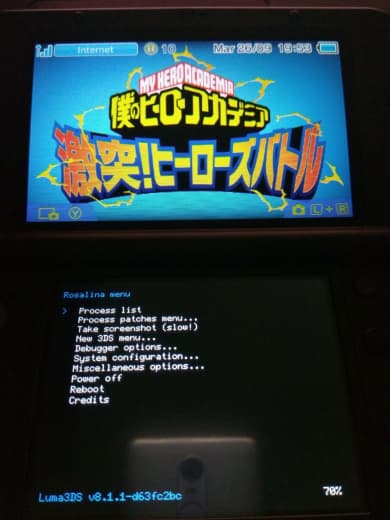 Internet 10 Mar 26/09 19:53
MY HERO ACADEMIA
僕のヒーローアカデミア
激突!ヒーローズバトル
Y L + R
Rosalina menu
> Process list
Process patches menu...
Take screenshot (slow!)
New 3DS menu...
Debugger options...
System configuration...
Miscellaneous options...
Power off
Reboot
Credits
Luma3DS v8.1.1-d63fc2bc 70%